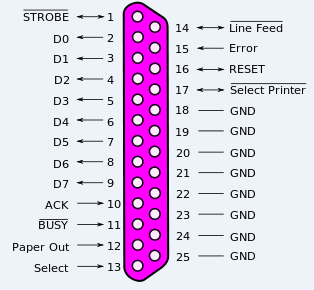 STROBE 1
D0 2
D1 3
D2 4
D3 5
D4 6
D5 7
D6 8
D7 9
ACK 10
BUSY 11
Paper Out 12
Select 13
14 Line Feed
15 Error
16 RESET
17 Select Printer
18 GND
19 GND
20 GND
21 GND
22 GND
23 GND
24 GND
25 GND